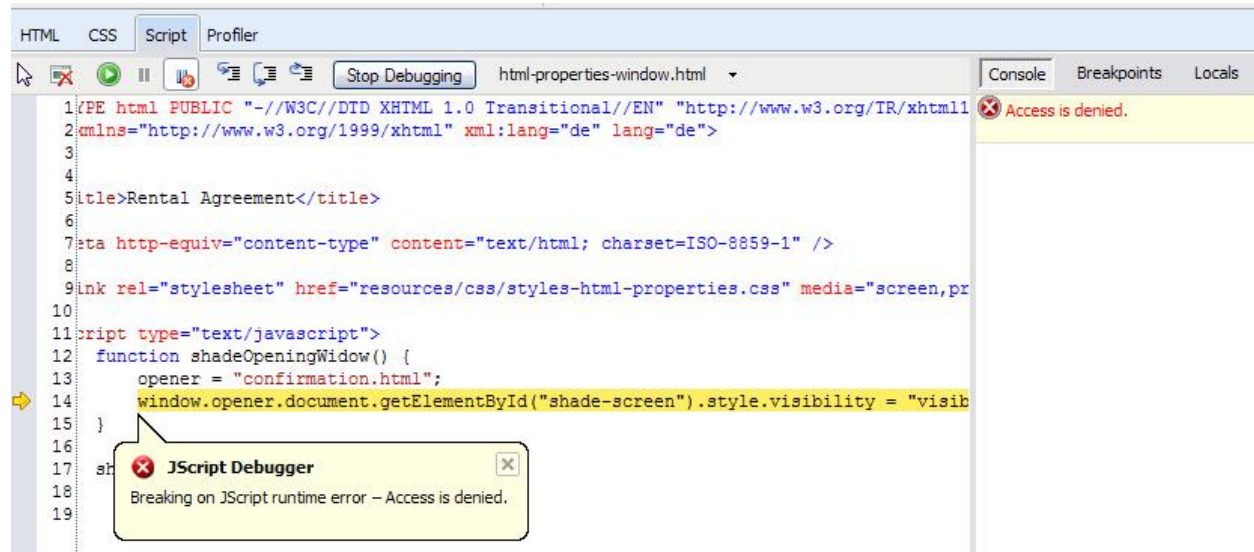 HTML CSS Script Profiler
Stop Debugging html-properties-window.html
Console Breakpoints Locals
Access is denied.
1 YPE html PUBLIC "-//W3C//DTD XHTML 1.0 Transitional//EN" "http://www.w3.org/TR/xhtml1
2 xmlns="http://www.w3.org/1999/xhtml" xml:lang="de" lang="de">
3
4
5 itle>Rental Agreement</title>
6
7 eta http-equiv="content-type" content="text/html; charset=ISO-8859-1" />
8
9 ink rel="stylesheet" href="resources/css/styles-html-properties.css" media="screen,pr
10
11 cript type="text/javascript">
12 function shadeOpeningWidow() {
13 opener = "confirmation.html";
14 window.opener.document.getElementById("shade-screen").style.visibility = "visib
15 }
16
17 sh
18
19
JScript Debugger
Breaking on JScript runtime error – Access is denied.